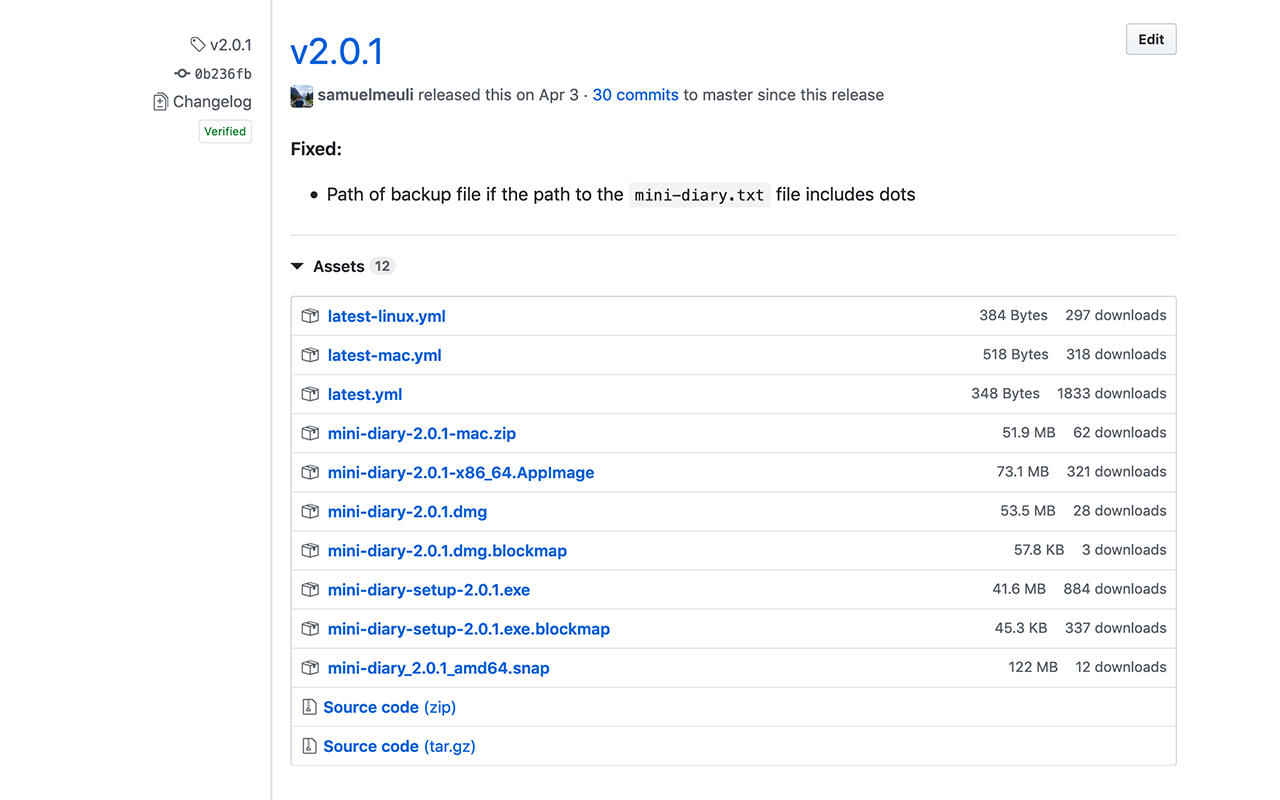 v2.0.1
0b236fb
Changelog
Verified
v2.0.1
Edit
samuelmeuli released this on Apr 3 · 30 commits to master since this release
Fixed:
• Path of backup file if the path to the mini-diary.txt file includes dots
Assets 12
latest-linux.yml 384 Bytes 297 downloads
latest-mac.yml 518 Bytes 318 downloads
latest.yml 348 Bytes 1833 downloads
mini-diary-2.0.1-mac.zip 51.9 MB 62 downloads
mini-diary-2.0.1-x86_64.AppImage 73.1 MB 321 downloads
mini-diary-2.0.1.dmg 53.5 MB 28 downloads
mini-diary-2.0.1.dmg.blockmap 57.8 KB 3 downloads
mini-diary-setup-2.0.1.exe 41.6 MB 884 downloads
mini-diary-setup-2.0.1.exe.blockmap 45.3 KB 337 downloads
mini-diary_2.0.1_amd64.snap 122 MB 12 downloads
Source code (zip)
Source code (tar.gz)